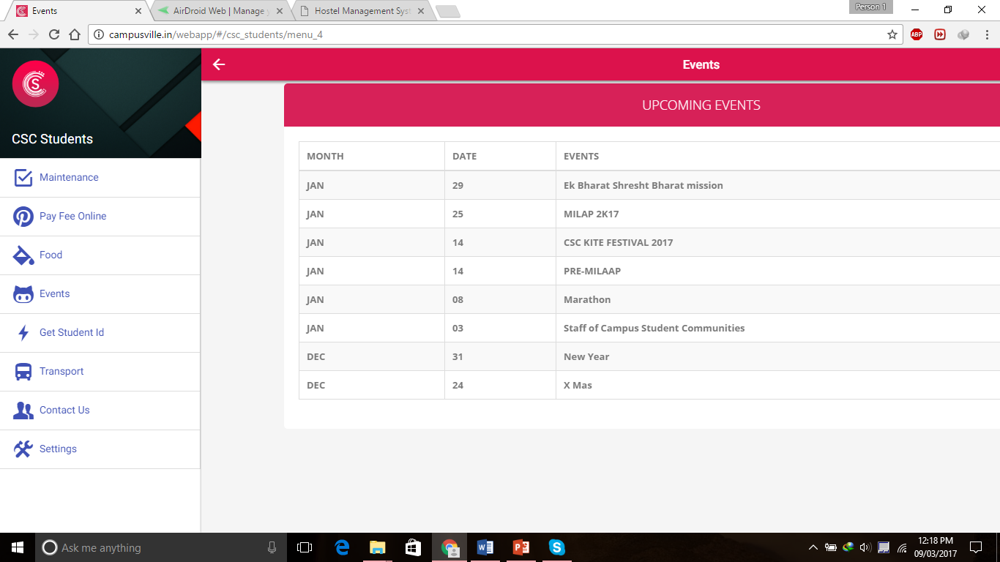 Events
AirDroid Web | Manage y
Hostel Management Syst
Person 1
campusville.in/webapp/#/csc_students/menu_4
ABP
CSC Students
Maintenance
Pay Fee Online
Food
Events
Get Student Id
Transport
Contact Us
Settings
Events
UPCOMING EVENTS
MONTH DATE EVENTS
JAN 29 Ek Bharat Shresht Bharat mission
JAN 25 MILAP 2K17
JAN 14 CSC KITE FESTIVAL 2017
JAN 14 PRE-MILAAP
JAN 08 Marathon
JAN 03 Staff of Campus Student Communities
DEC 31 New Year
DEC 24 X Mas
Ask me anything
12:18 PM
09/03/2017